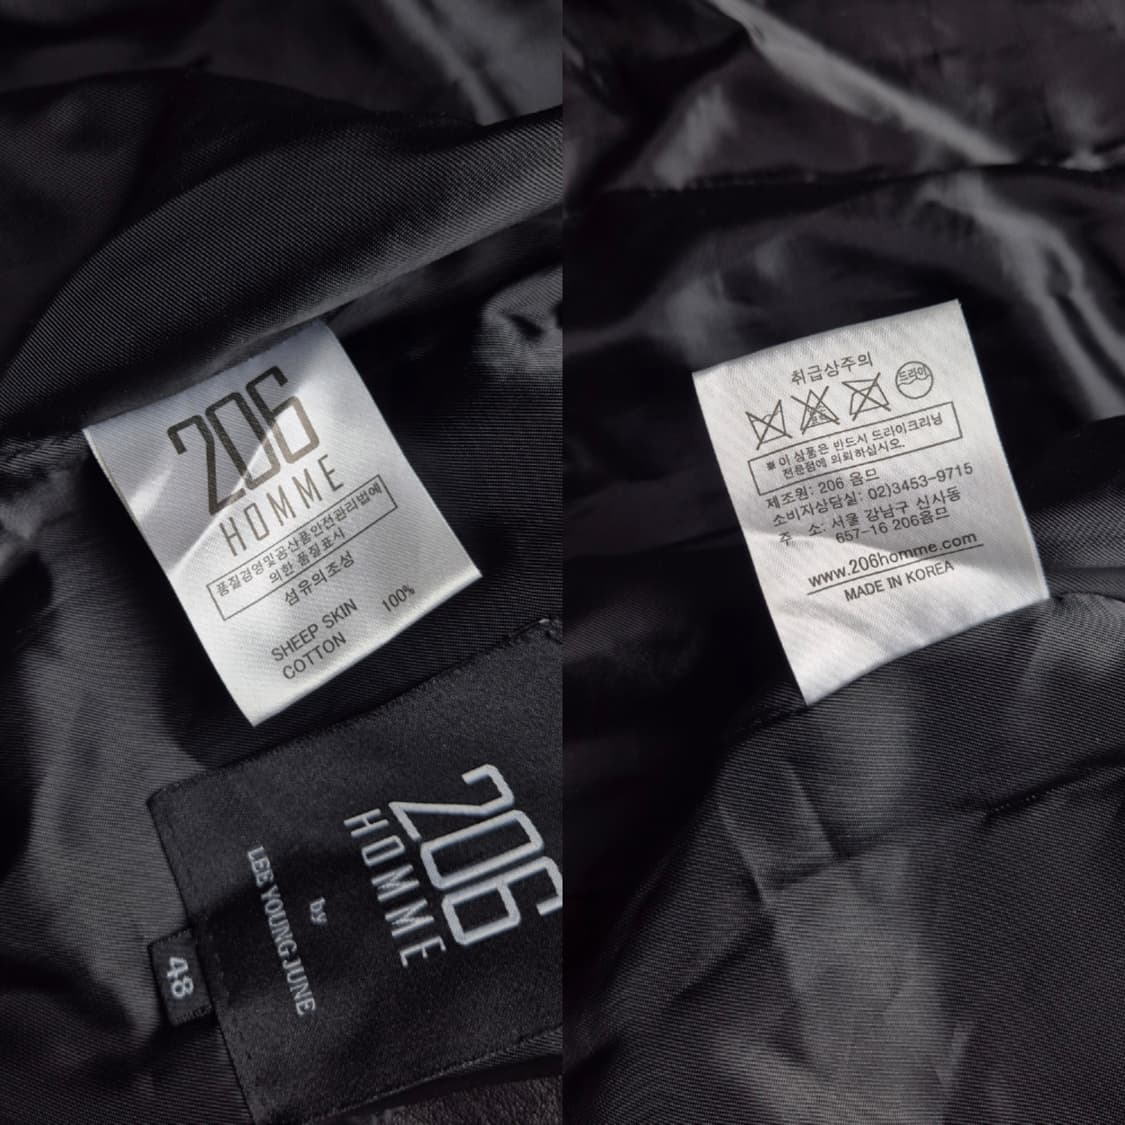 206
HOMME
품질경영및공산품안전관리법에
의한 품질표시
섬유의조성
SHEEP SKIN 100%
COTTON
206
HOMME
by
LEE YOUNG JUNE
48
취급상주의
드라이
※ 이 상품은 반드시 드라이크리닝
전문점에 의뢰하십시오.
제조원: 206 옴므
소비자상담실: 02)3453-9715
주 소: 서울 강남구 신사동
657-16 206옴므
www.206homme.com
MADE IN KOREA